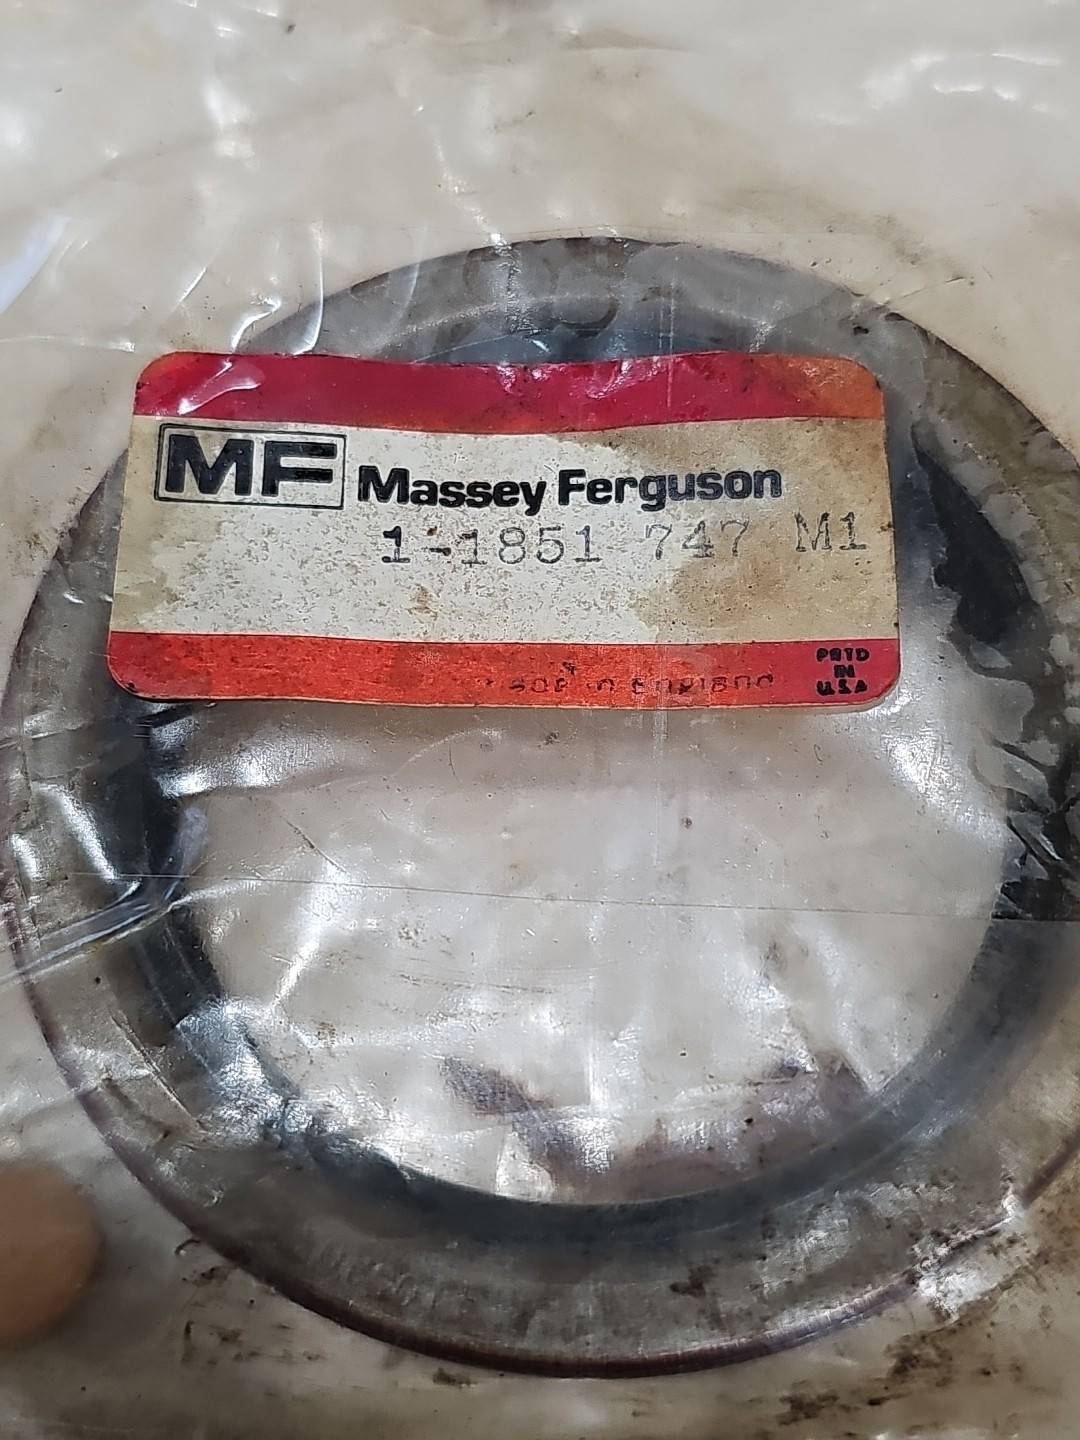 MF Massey Ferguson
1-1851 747 M1
PRTD
IN
U.S.A